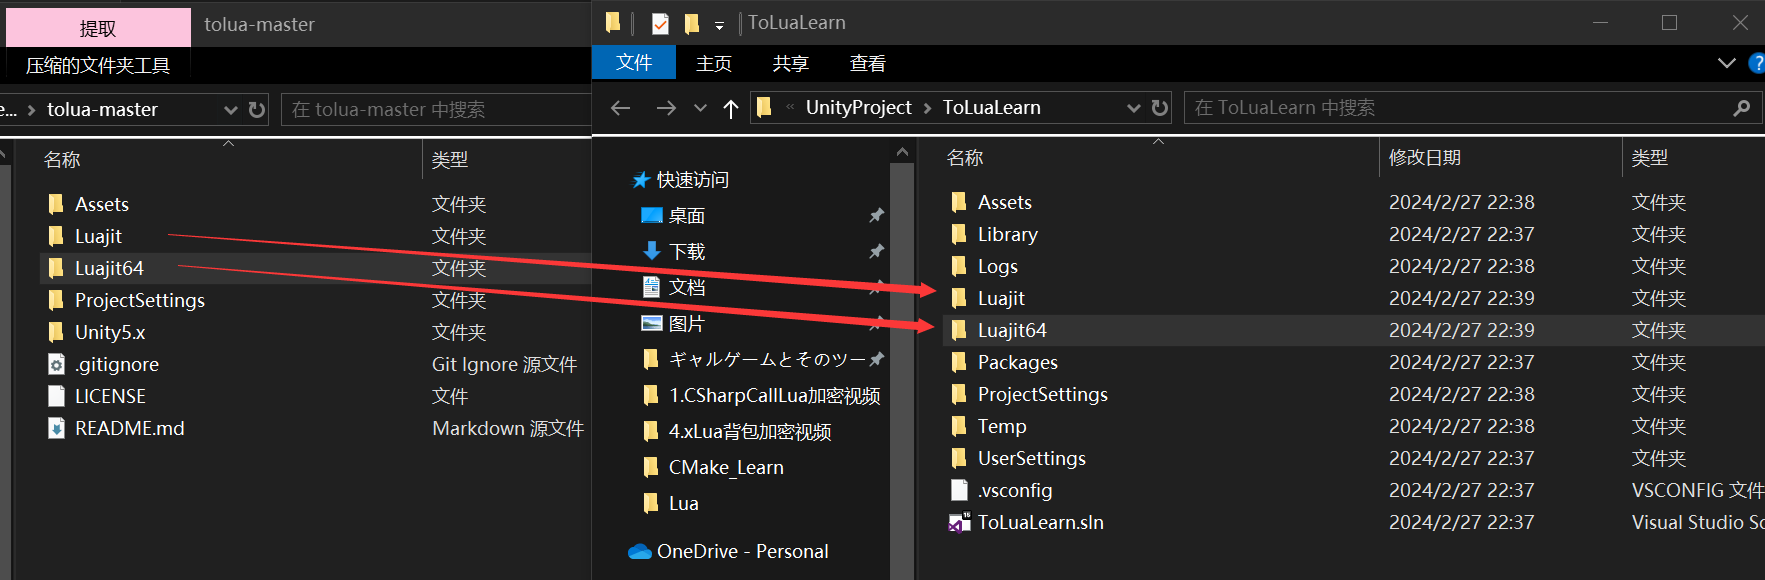 提取
tolua-master
压缩的文件夹工具
e... › tolua-master
在 tolua-master 中搜索
名称 类型
Assets 文件夹
Luajit 文件夹
Luajit64 文件夹
ProjectSettings 文件夹
Unity5.x 文件夹
.gitignore Git Ignore 源文件
LICENSE 文件
README.md Markdown 源文件
ToLuaLearn
文件 主页 共享 查看
« UnityProject › ToLuaLearn
在 ToLuaLearn 中搜索
快速访问
桌面
下载
文档
图片
ギャルゲームとそのツー
1.CSharpCallLua加密视频
4.xLua背包加密视频
CMake_Learn
Lua
OneDrive - Personal
名称 修改日期 类型
Assets 2024/2/27 22:38 文件夹
Library 2024/2/27 22:37 文件夹
Logs 2024/2/27 22:38 文件夹
Luajit 2024/2/27 22:39 文件夹
Luajit64 2024/2/27 22:39 文件夹
Packages 2024/2/27 22:37 文件夹
ProjectSettings 2024/2/27 22:38 文件夹
Temp 2024/2/27 22:38 文件夹
UserSettings 2024/2/27 22:37 文件夹
.vsconfig 2024/2/27 22:37 VSCONFIG 文件
ToLuaLearn.sln 2024/2/27 22:37 Visual Studio So